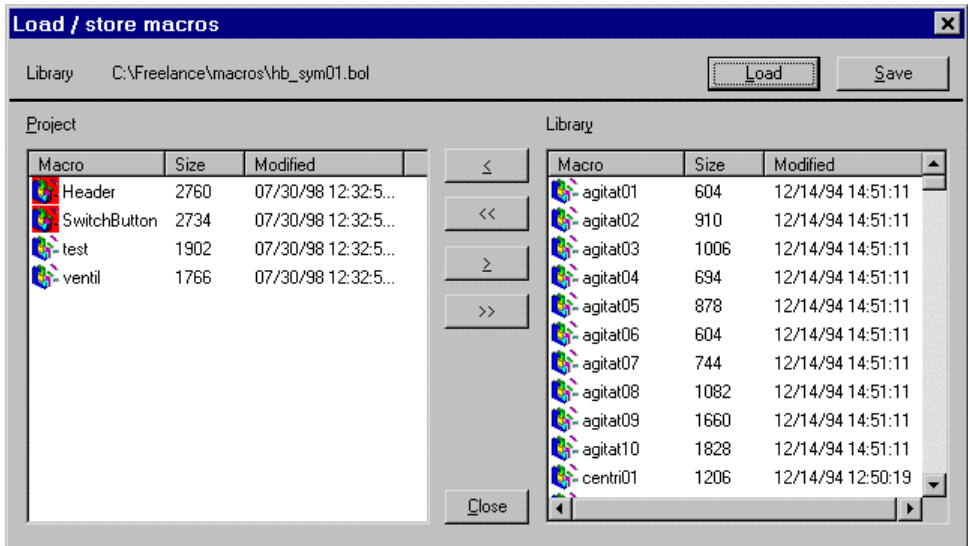 Load / store macros
Library C:\Freelance\macros\hb_sym01.bol Load Save
Project
Macro Size Modified
Header 2760 07/30/98 12:32:5...
SwitchButton 2734 07/30/98 12:32:5...
test 1902 07/30/98 12:32:5...
ventil 1766 07/30/98 12:32:5...
<
<<
>
>>
Close
Library
Macro Size Modified
agitat01 604 12/14/94 14:51:11
agitat02 910 12/14/94 14:51:11
agitat03 1006 12/14/94 14:51:11
agitat04 694 12/14/94 14:51:11
agitat05 878 12/14/94 14:51:11
agitat06 604 12/14/94 14:51:11
agitat07 744 12/14/94 14:51:11
agitat08 1082 12/14/94 14:51:11
agitat09 1660 12/14/94 14:51:11
agitat10 1828 12/14/94 14:51:11
centri01 1206 12/14/94 12:50:19